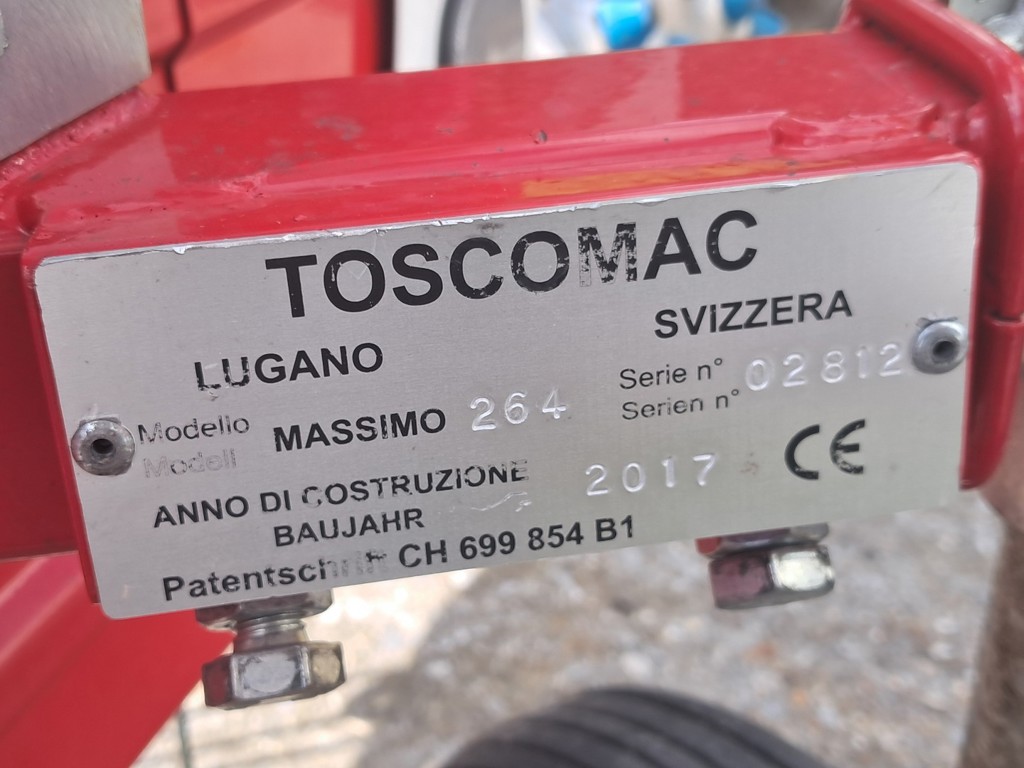 TOSCOMAC
LUGANO SVIZZERA
Modello MASSIMO 264 Serie n° 02812
Modell Serien n°
ANNO DI COSTRUZIONE 2017 CE
BAUJAHR
Patentschrift CH 699 854 B1